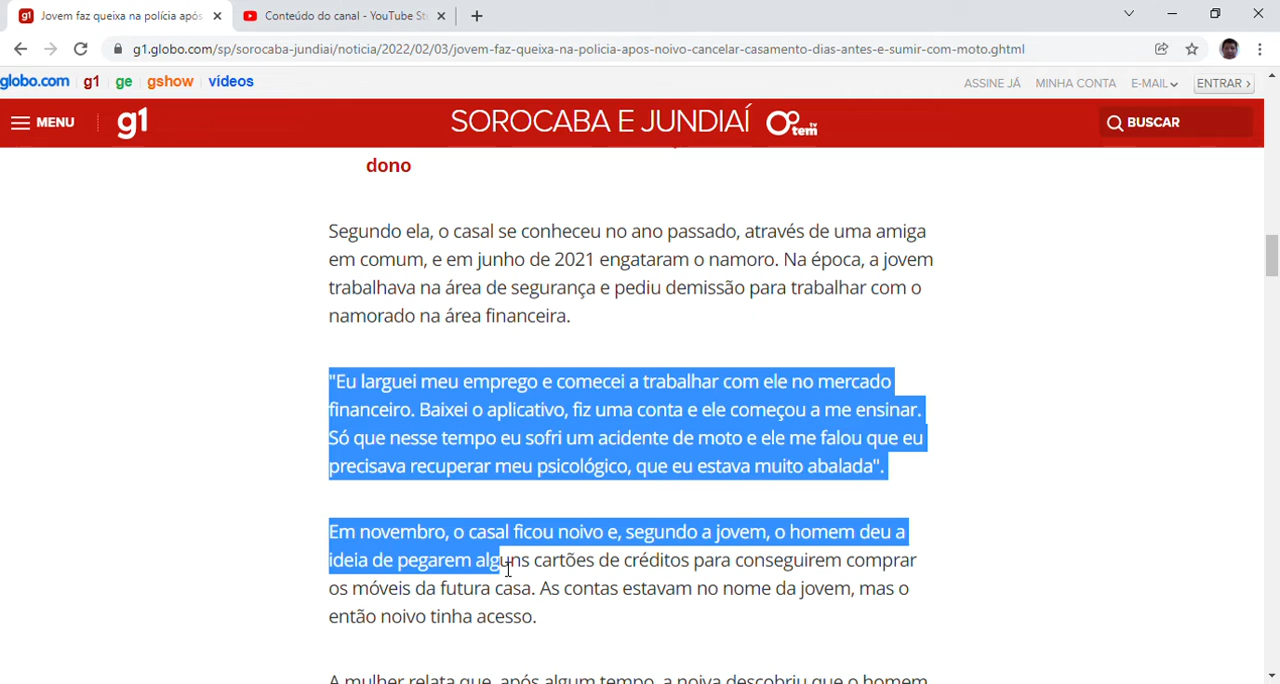 Jovem faz queixa na polícia após
Conteúdo do canal - YouTube St
g1.globo.com/sp/sorocaba-jundiai/noticia/2022/02/03/jovem-faz-queixa-na-policia-apos-noivo-cancelar-casamento-dias-antes-e-sumir-com-moto.ghtml
globo.com g1 ge gshow vídeos ASSINE JÁ MINHA CONTA E-MAIL ENTRAR ›
MENU g1 SOROCABA E JUNDIAÍ tem tv BUSCAR
dono
Segundo ela, o casal se conheceu no ano passado, através de uma amiga
em comum, e em junho de 2021 engataram o namoro. Na época, a jovem
trabalhava na área de segurança e pediu demissão para trabalhar com o
namorado na área financeira.
"Eu larguei meu emprego e comecei a trabalhar com ele no mercado
financeiro. Baixei o aplicativo, fiz uma conta e ele começou a me ensinar.
Só que nesse tempo eu sofri um acidente de moto e ele me falou que eu
precisava recuperar meu psicológico, que eu estava muito abalada".
Em novembro, o casal ficou noivo e, segundo a jovem, o homem deu a
ideia de pegarem alguns cartões de créditos para conseguirem comprar
os móveis da futura casa. As contas estavam no nome da jovem, mas o
então noivo tinha acesso.
A mulher relata que, após algum tempo, a noiva descobriu que o homem